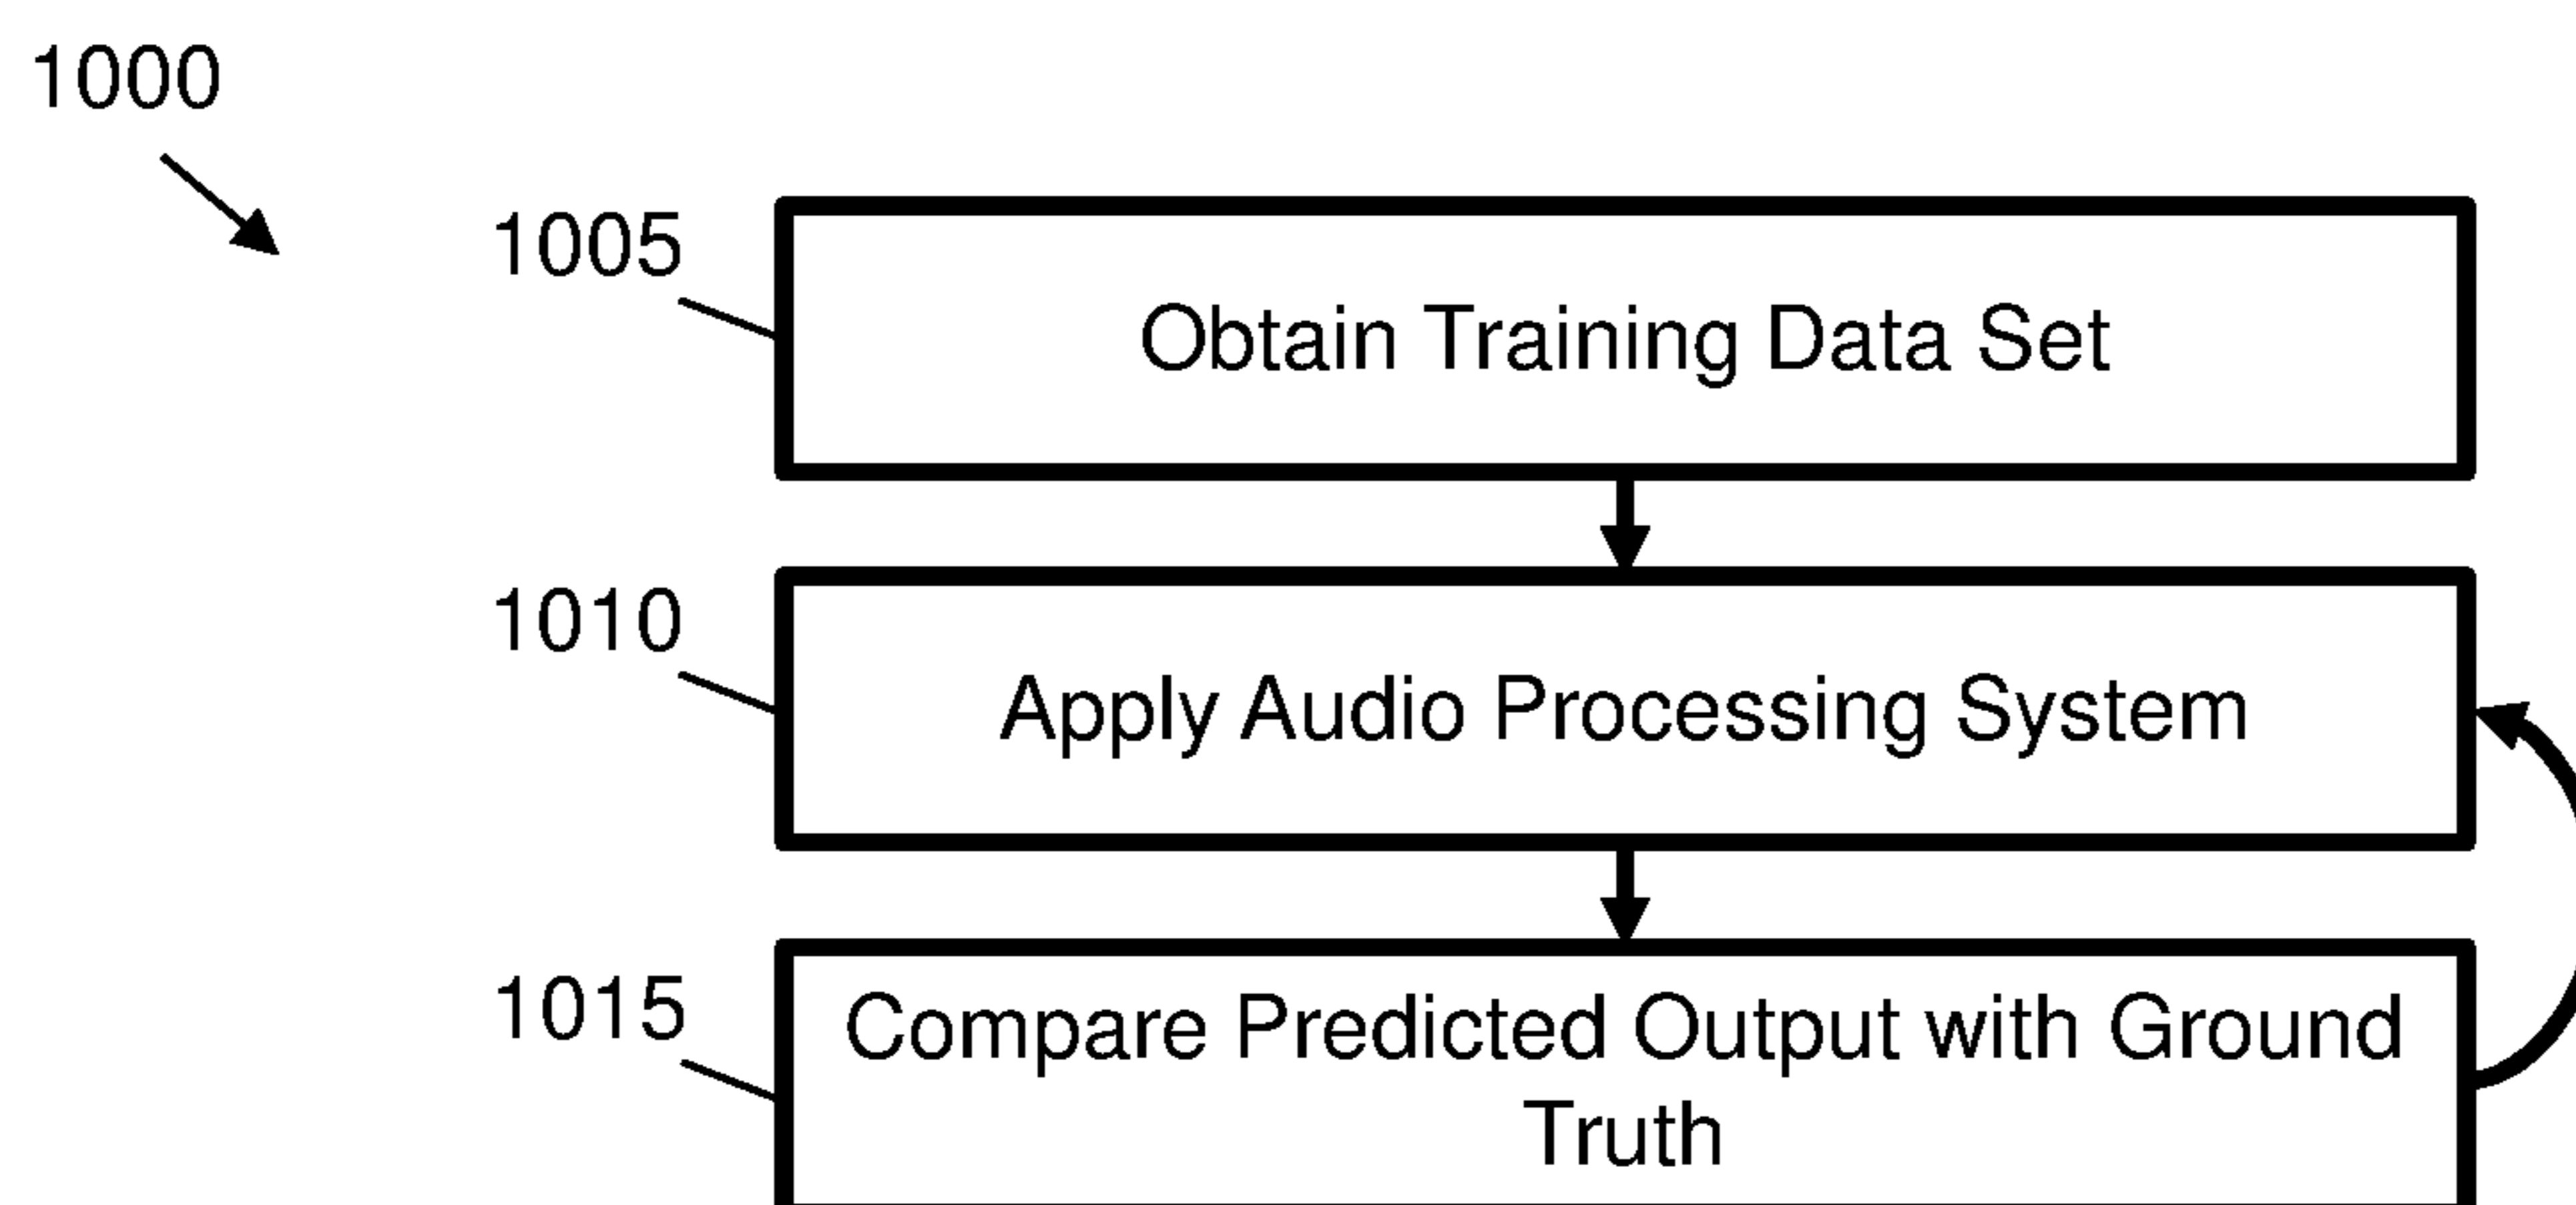 1000
1005
Obtain Training Data Set
1010
Apply Audio Processing System
1015
Compare Predicted Output with Ground
Truth